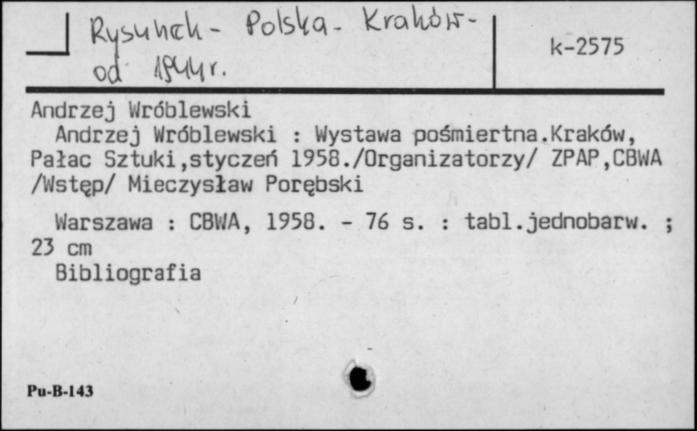 Rysunek - Polska - Kraków -
od 1944 r.
k-2575
Andrzej Wróblewski
Andrzej Wróblewski : Wystawa pośmiertna.Kraków,
Pałac Sztuki,styczeń 1958./Organizatorzy/ ZPAP,CBWA
/Wstęp/ Mieczysław Porębski
Warszawa : CBWA, 1958. - 76 s. : tabl.jednobarw. ;
23 cm
Bibliografia
Pu-B-143